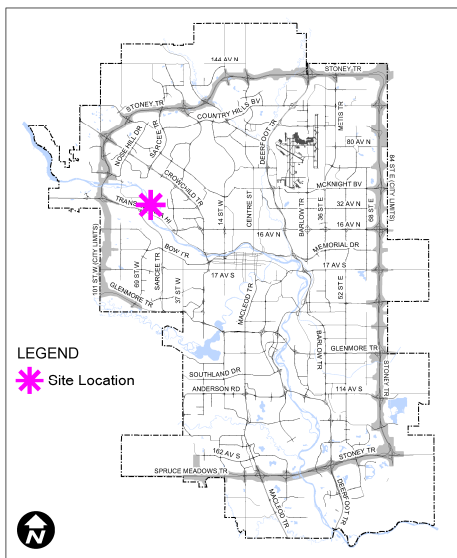 144 AV N
STONEY TR
STONEY TR
COUNTRY HILLS BV
METIS TR
NOSE HILL DR
SARCEE TR
DEERFOOT TR
80 AV N
CROWCHILD TR
MCKNIGHT BV
84 ST E (CITY LIMITS)
TRANS
HI
14 ST W
CENTRE ST
BARLOW TR
36 ST E
32 AV N
68 ST E
16 AV N
16 AV N
101 ST W (CITY LIMITS)
BOW TR
MEMORIAL DR
69 ST W
SARCEE TR
37 ST W
17 AV S
17 AV S
52 ST E
GLENMORE TR
MACLEOD TR
BARLOW TR
GLENMORE TR
LEGEND
Site Location
SOUTHLAND DR
ANDERSON RD
114 AV S
STONEY TR
162 AV S
STONEY TR
SPRUCE MEADOWS TR
MACLEOD TR
DEERFOOT TR
N